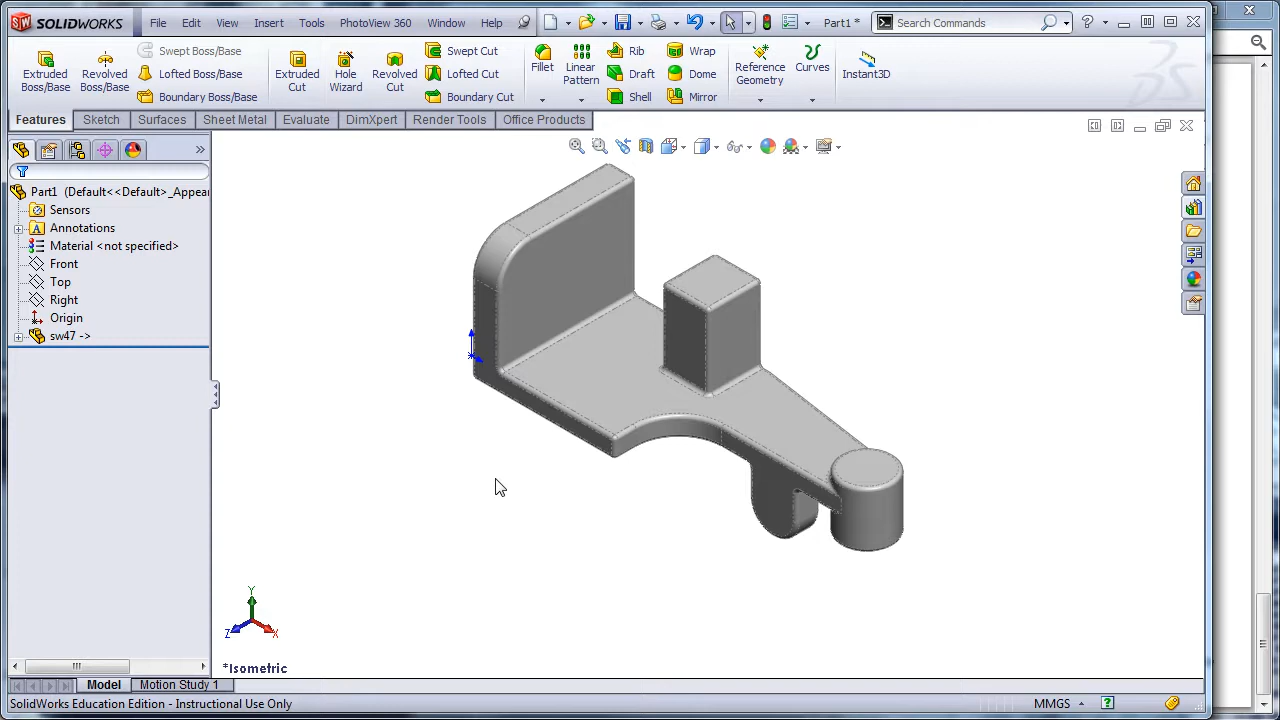 SOLIDWORKS File Edit View Insert Tools PhotoView 360 Window Help Part1 * Search Commands
Extruded Boss/Base
Revolved Boss/Base
Swept Boss/Base
Lofted Boss/Base
Boundary Boss/Base
Extruded Cut
Hole Wizard
Revolved Cut
Swept Cut
Lofted Cut
Boundary Cut
Fillet
Linear Pattern
Rib
Draft
Shell
Wrap
Dome
Mirror
Reference Geometry
Curves
Instant3D
Features Sketch Surfaces Sheet Metal Evaluate DimXpert Render Tools Office Products
Part1 (Default<<Default>_Appear
Sensors
Annotations
Material <not specified>
Front
Top
Right
Origin
sw47 ->
Y
Z
X
*Isometric
Model Motion Study 1
SolidWorks Education Edition - Instructional Use Only MMGS